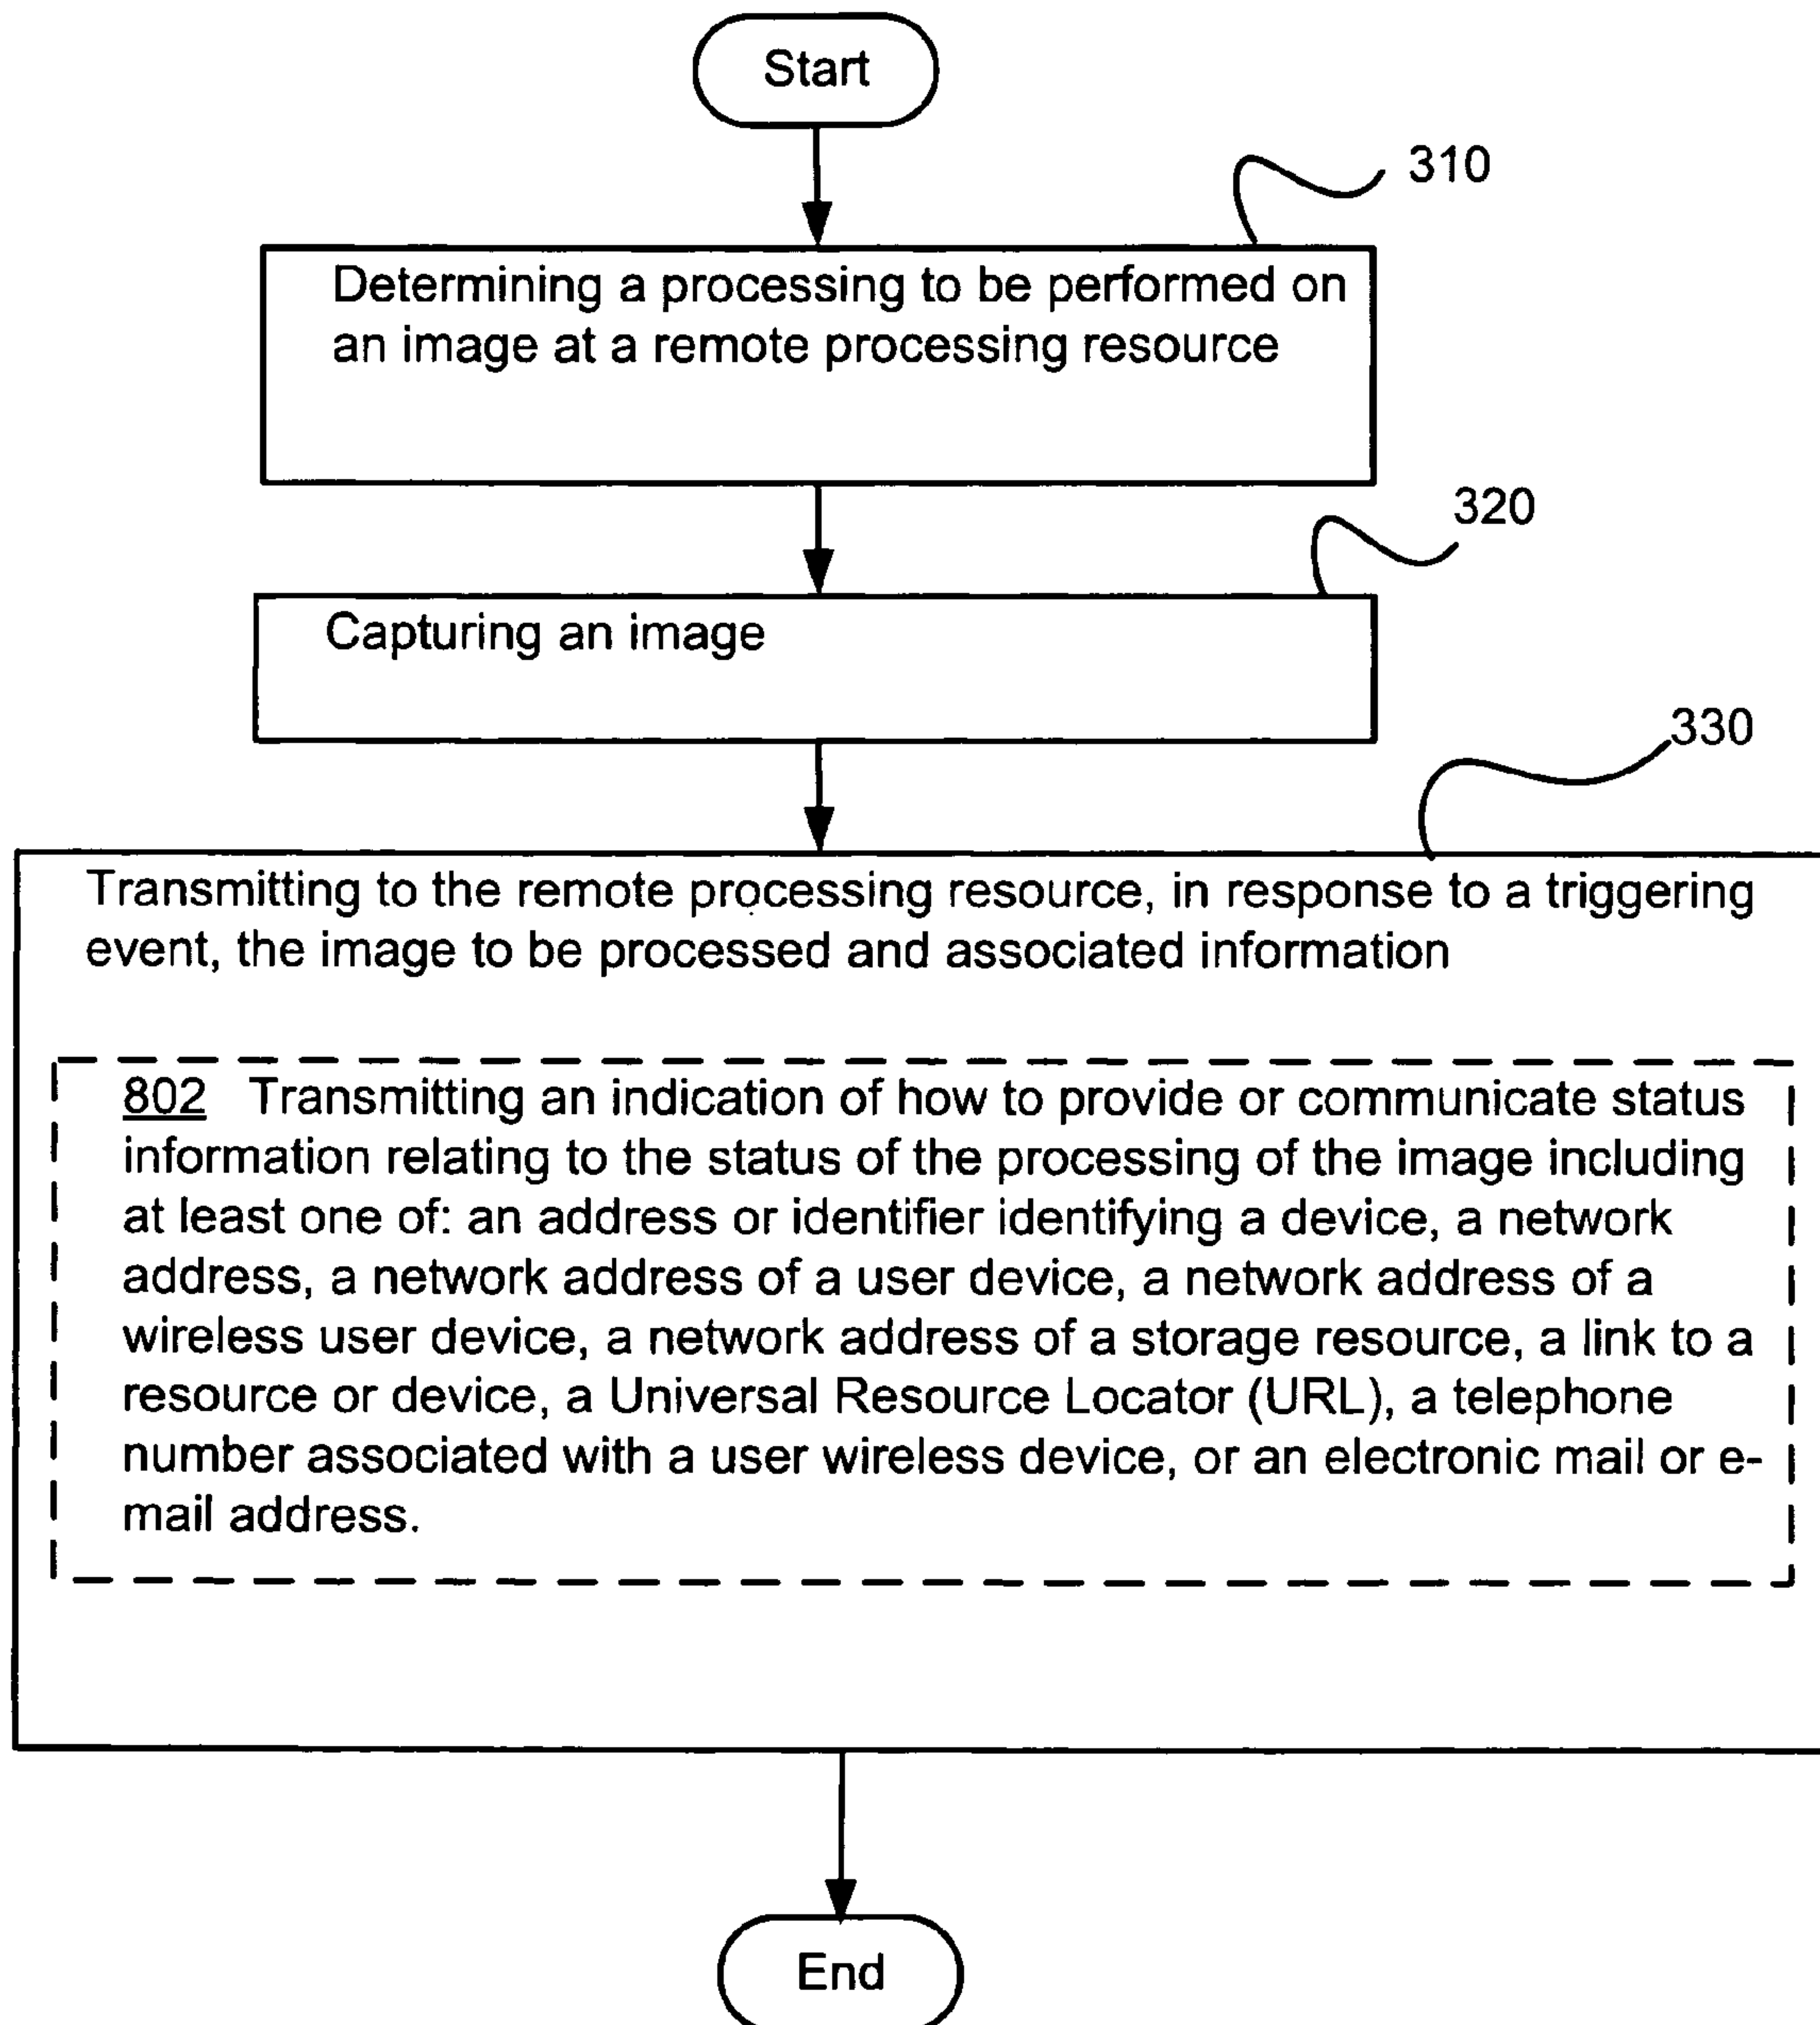 Start
310
Determining a processing to be performed on
an image at a remote processing resource
320
Capturing an image
330
Transmitting to the remote processing resource, in response to a triggering
event, the image to be processed and associated information
802 Transmitting an indication of how to provide or communicate status
information relating to the status of the processing of the image including
at least one of: an address or identifier identifying a device, a network
address, a network address of a user device, a network address of a
wireless user device, a network address of a storage resource, a link to a
resource or device, a Universal Resource Locator (URL), a telephone
number associated with a user wireless device, or an electronic mail or e-
mail address.
End